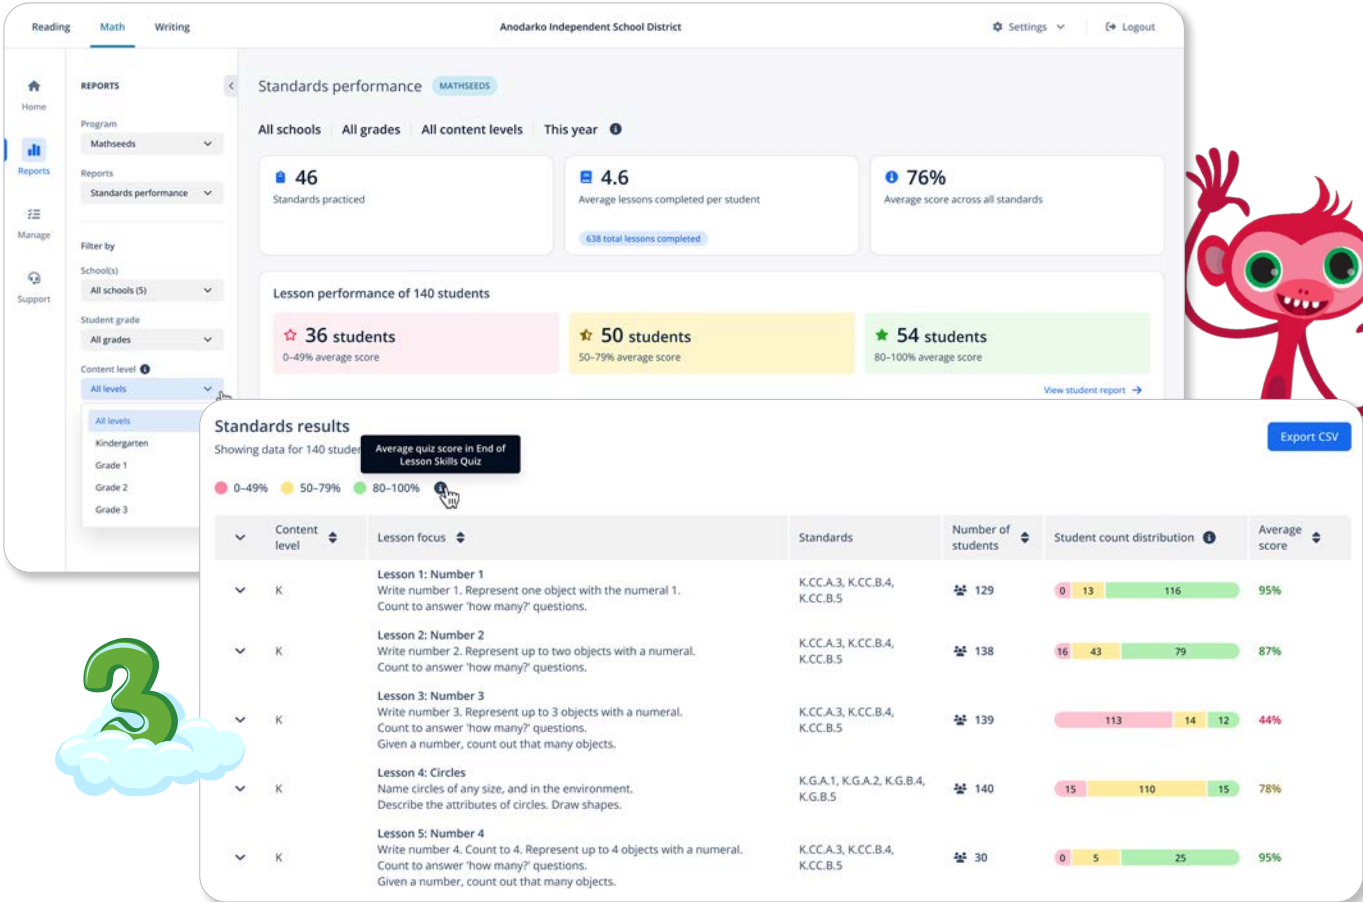 Reading Math Writing
Anodarko Independent School District
Settings
Logout
Home
Reports
Manage
Support
REPORTS
Program
Mathseeds
Reports
Standards performance
Filter by
School(s)
All schools (5)
Student grade
All grades
Content level
All levels
All levels
Kindergarten
Grade 1
Grade 2
Grade 3
Standards performance MATHSEEDS
All schools All grades All content levels This year
46
Standards practiced
4.6
Average lessons completed per student
638 total lessons completed
76%
Average score across all standards
Lesson performance of 140 students
36 students
0–49% average score
50 students
50–79% average score
54 students
80–100% average score
View student report →
Standards results
Showing data for 140
Average quiz score in End of
Lesson Skills Quiz
0–49% 50–79% 80–100%
Export CSV
Content
level
Lesson focus
Standards
Number of
students
Student count distribution
Average
score
K
Lesson 1: Number 1
Write number 1. Represent one object with the numeral 1.
Count to answer 'how many?' questions.
K.CC.A.3, K.CC.B.4,
K.CC.B.5
129
0 13 116
95%
K
Lesson 2: Number 2
Write number 2. Represent up to two objects with a numeral.
Count to answer 'how many?' questions.
K.CC.A.3, K.CC.B.4,
K.CC.B.5
138
16 43 79
87%
K
Lesson 3: Number 3
Write number 3. Represent up to 3 objects with a numeral.
Count to answer 'how many?' questions.
Given a number, count out that many objects.
K.CC.A.3, K.CC.B.4,
K.CC.B.5
139
113 14 12
44%
K
Lesson 4: Circles
Name circles of any size, and in the environment.
Describe the attributes of circles. Draw shapes.
K.G.A.1, K.G.A.2, K.G.B.4,
K.G.B.5
140
15 110 15
78%
K
Lesson 5: Number 4
Write number 4. Count to 4. Represent up to 4 objects with a numeral.
Count to answer 'how many?' questions.
Given a number, count out that many objects.
K.CC.A.3, K.CC.B.4,
K.CC.B.5
30
0 5 25
95%
3